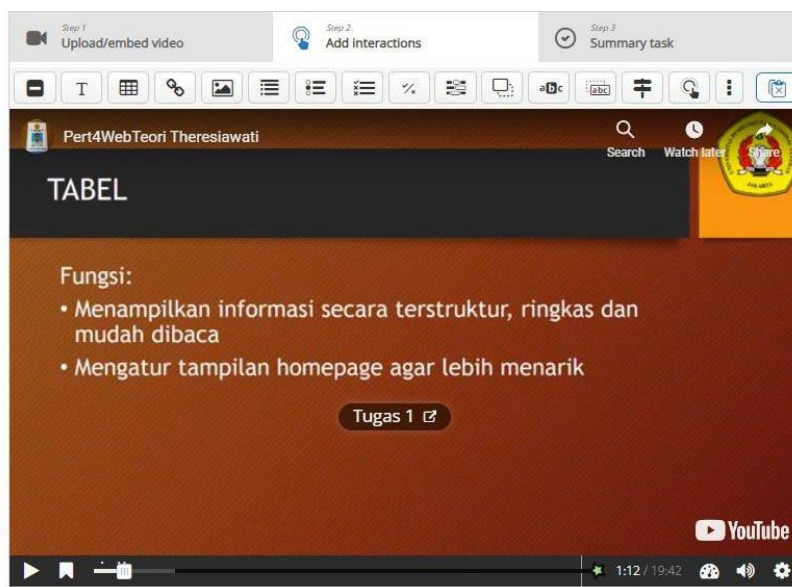 Step 1
Upload/embed video
Step 2
Add interactions
Step 3
Summary task
T
abc
abc
Pert4WebTeori Theresiawati
Search
Watch later
Share
TABEL
JAKARTA
Fungsi:
• Menampilkan informasi secara terstruktur, ringkas dan
mudah dibaca
• Mengatur tampilan homepage agar lebih menarik
Tugas 1
YouTube
1:12 / 19:42